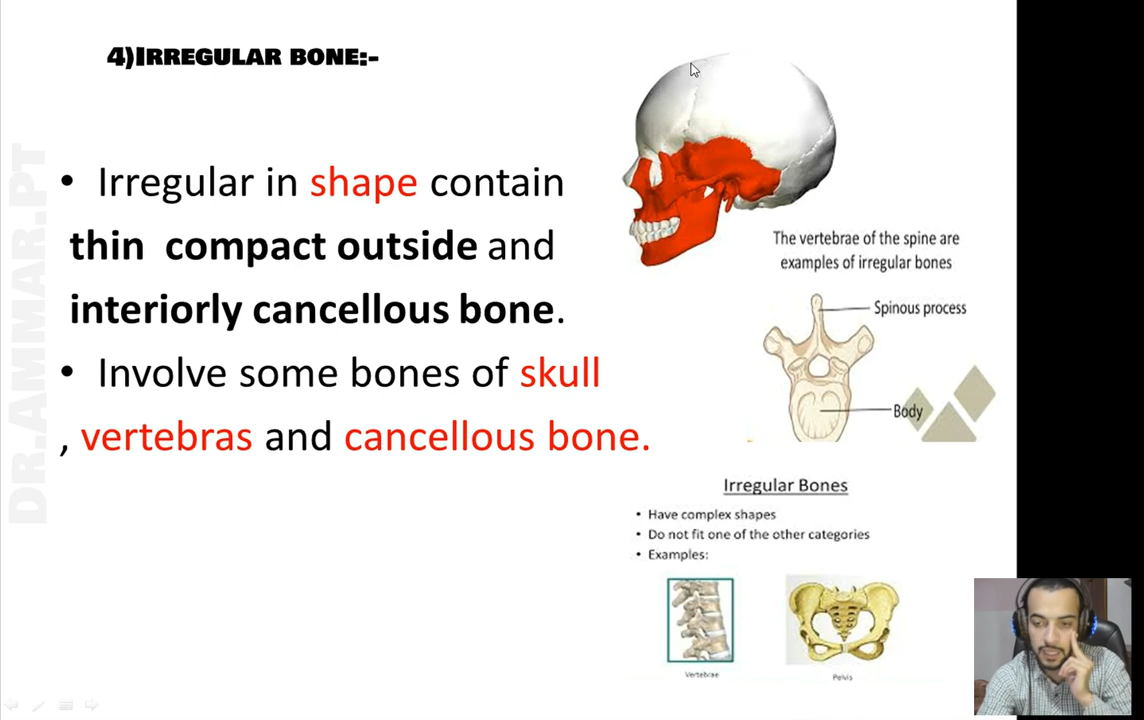 4)IRREGULAR BONE:-
• Irregular in shape contain
thin compact outside and
interiorly cancellous bone.
• Involve some bones of skull
, vertebras and cancellous bone.
The vertebrae of the spine are
examples of irregular bones
Spinous process
Body
Irregular Bones
• Have complex shapes
• Do not fit one of the other categories
• Examples:
Vertebrae
Pelvis
DR.AMMAR.PT